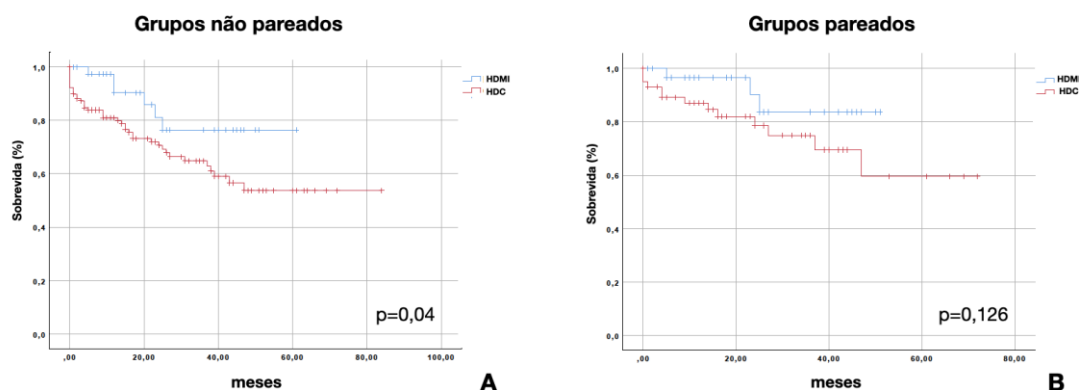 Grupos não pareados
1,0
0,8
0,6
0,4
0,2
0,0
Sobrevida (%)
HDMI
HDC
p=0,04
,00
20,00
40,00
60,00
80,00
100,00
meses
A
Grupos pareados
1,0
0,8
0,6
0,4
0,2
0,0
Sobrevida (%)
HDMI
HDC
p=0,126
,00
20,00
40,00
60,00
80,00
meses
B